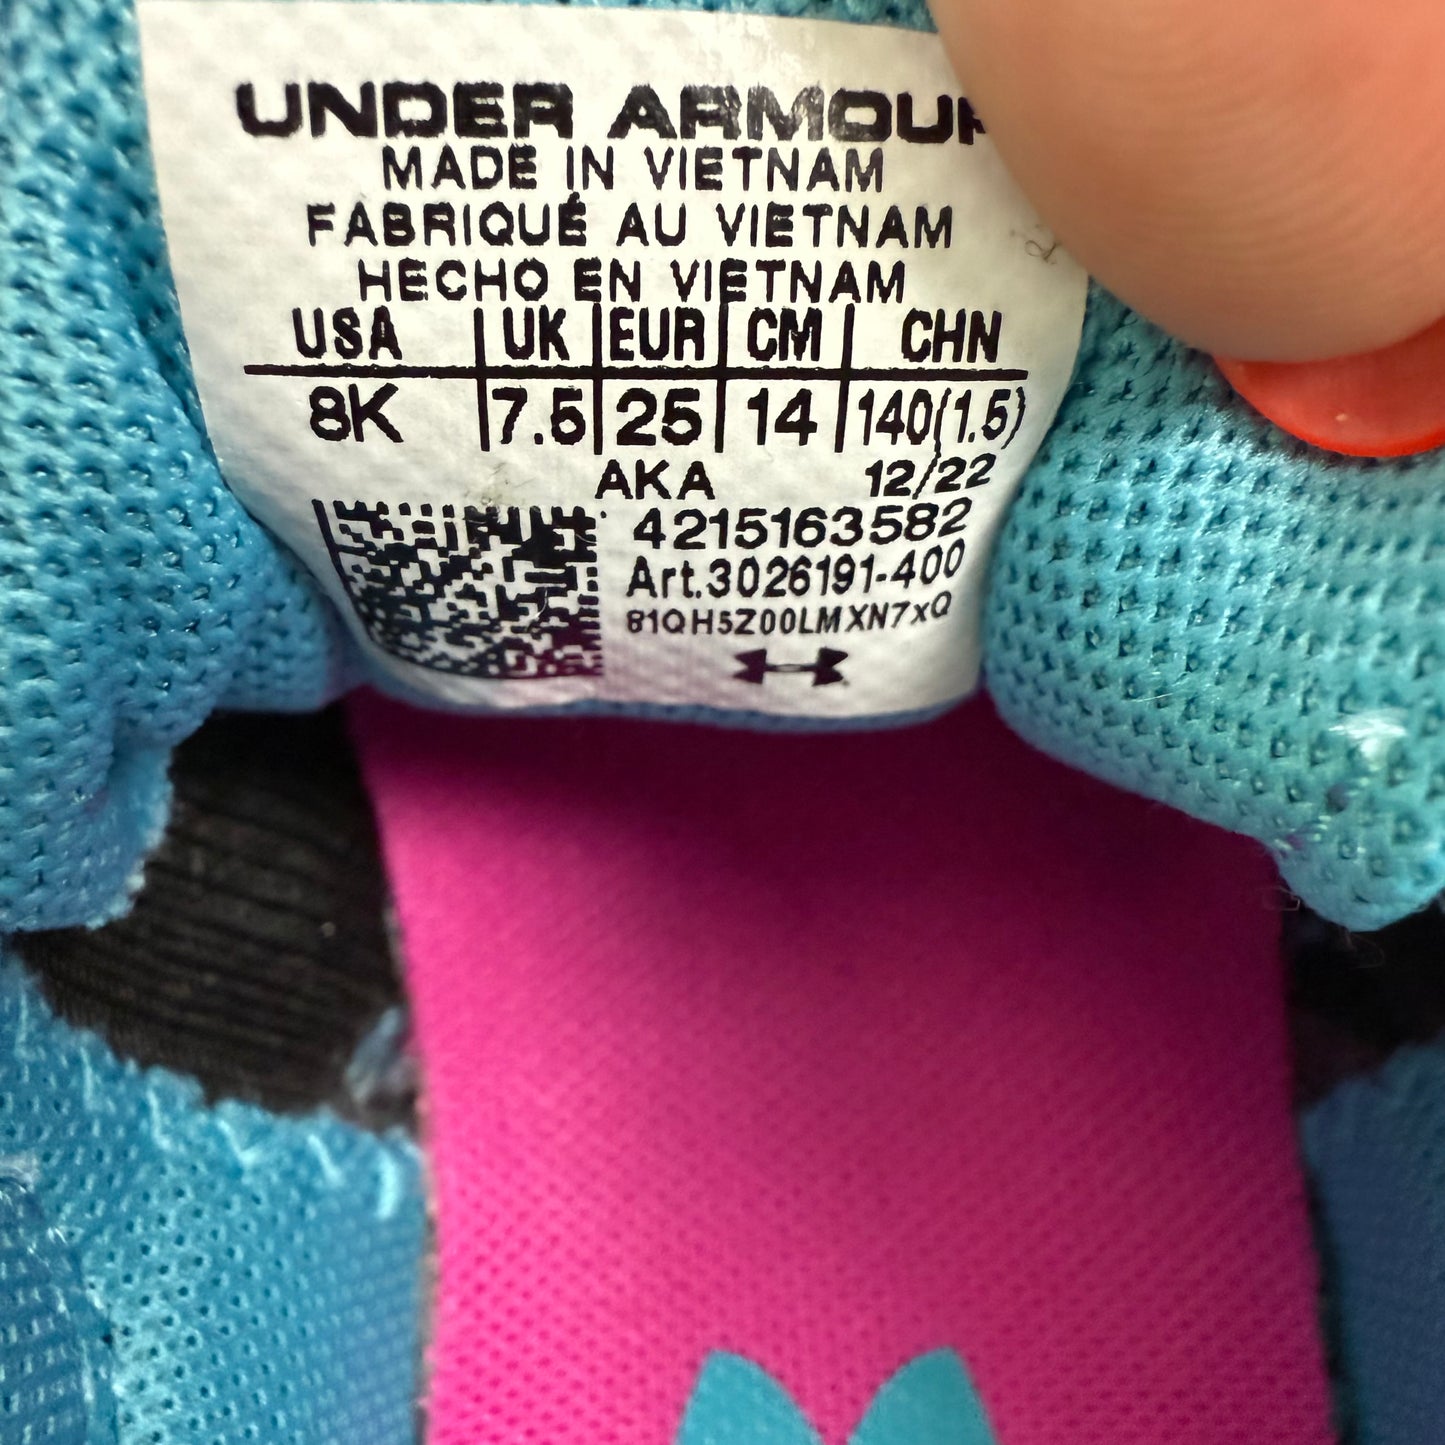 UNDER ARMOUR
MADE IN VIETNAM
FABRIQUÉ AU VIETNAM
HECHO EN VIETNAM
USA UK EUR CM CHN
8K 7.5 25 14 140(1.5)
AKA 12/22
4215163582
Art.3026191-400
81QH5Z00LMXN7xQ